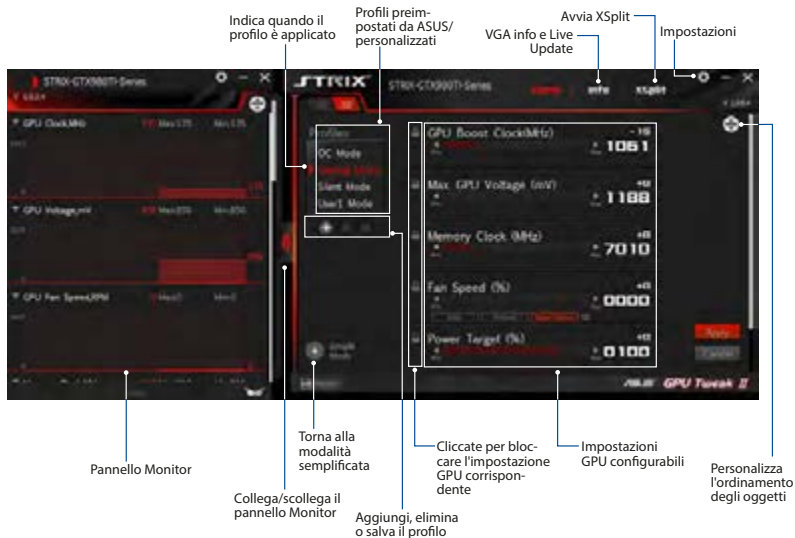 Indica quando il
profilo è applicato
Profili preim-
postati da ASUS/
personalizzati
VGA info e Live
Update
Avvia XSplit
Impostazioni
STRIX-GTX980TI-Series
GPU Clock,MHz
GPU Voltage,mV
GPU Fan Speed,RPM
STRIX
STRIX-GTX980TI-Series
Info
XSplit
Profiles
OC Mode
Silent Mode
User1 Mode
Simple
Mode
GPU Boost Clock(MHz)
1061
Max. GPU Voltage (mV)
1188
Memory Clock (MHz)
7010
Fan Speed (%)
0000
Power Target (%)
0100
Apply
Cancel
ASUS GPU Tweak II
Pannello Monitor
Collega/scollega il
pannello Monitor
Torna alla
modalità
semplificata
Aggiungi, elimina
o salva il profilo
Cliccate per bloc-
care l'impostazione
GPU corrispon-
dente
Impostazioni
GPU configurabili
Personalizza
l'ordinamento
degli oggetti